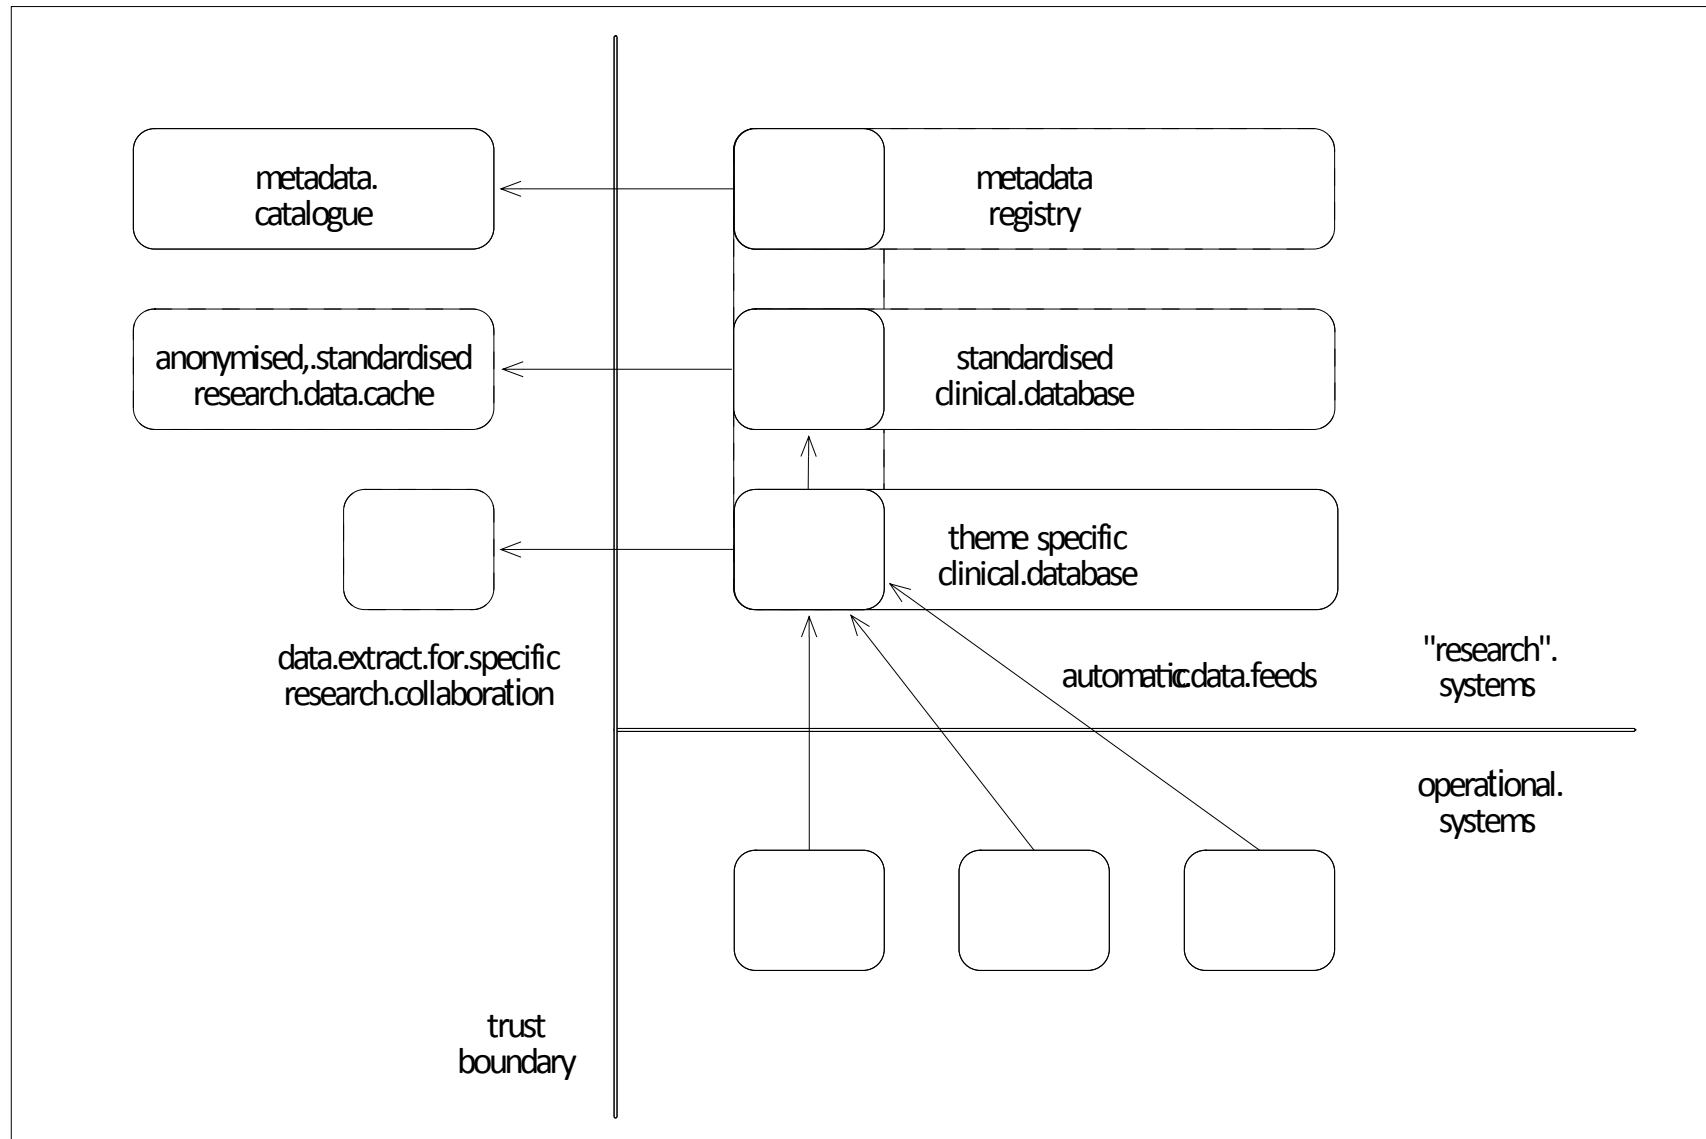 metadata.
catalogue
metadata
registry
anonymised,.standardised
research.data.cache
standardised
clinical.database
theme specific
clinical.database
data.extract.for.specific
research.collaboration
automatic.data.feeds
"research".
systems
operational.
systems
trust
boundary